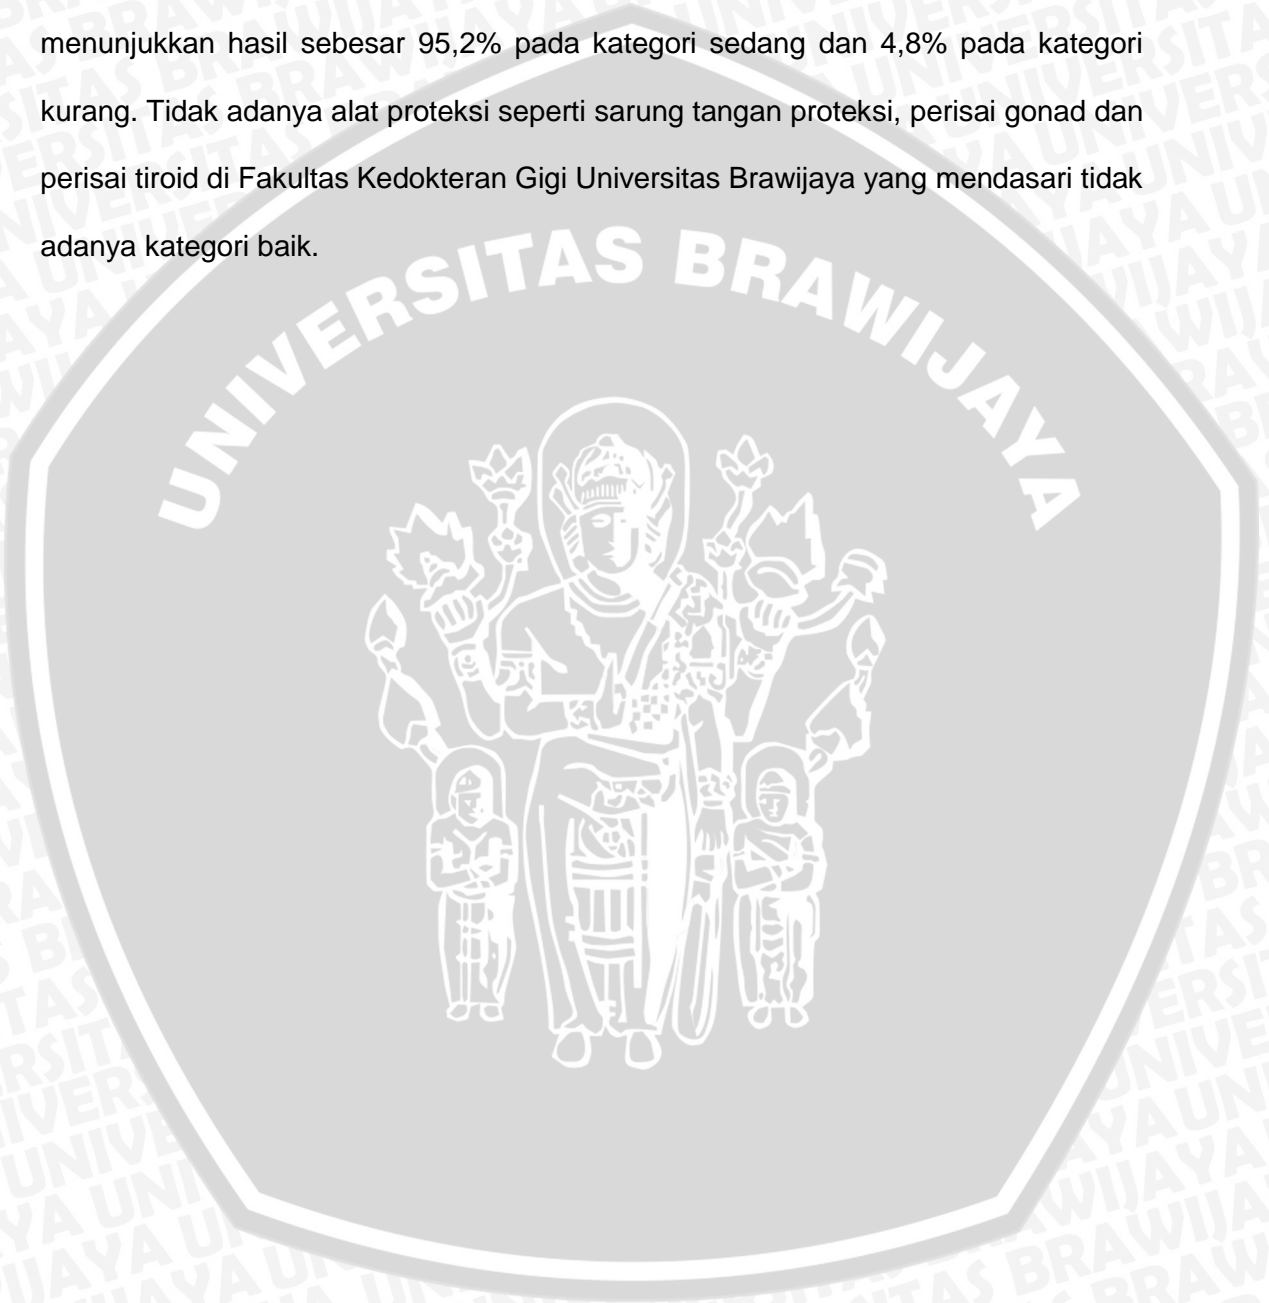 menunjukkan hasil sebesar 95,2% pada kategori sedang dan 4,8% pada kategori
kurang. Tidak adanya alat proteksi seperti sarung tangan proteksi, perisai gonad dan
perisai tiroid di Fakultas Kedokteran Gigi Universitas Brawijaya yang mendasari tidak
adanya kategori baik.
UNIVERSITAS BRAWIJAYA